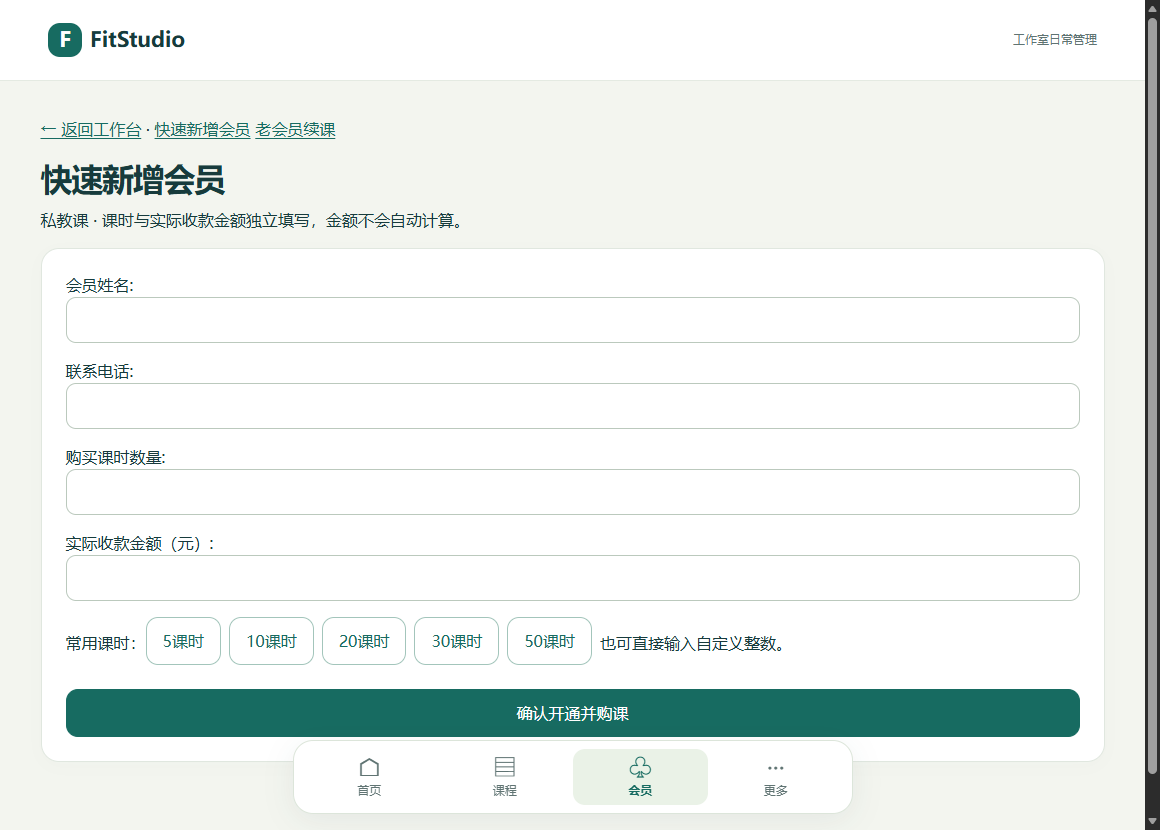 F FitStudio
工作室日常管理
← 返回工作台 · 快速新增会员 老会员续课
快速新增会员
私教课 · 课时与实际收款金额独立填写，金额不会自动计算。
会员姓名:
联系电话:
购买课时数量:
实际收款金额（元）:
常用课时： 5课时 10课时 20课时 30课时 50课时 也可直接输入自定义整数。
确认开通并购课
首页 课程 会员 更多